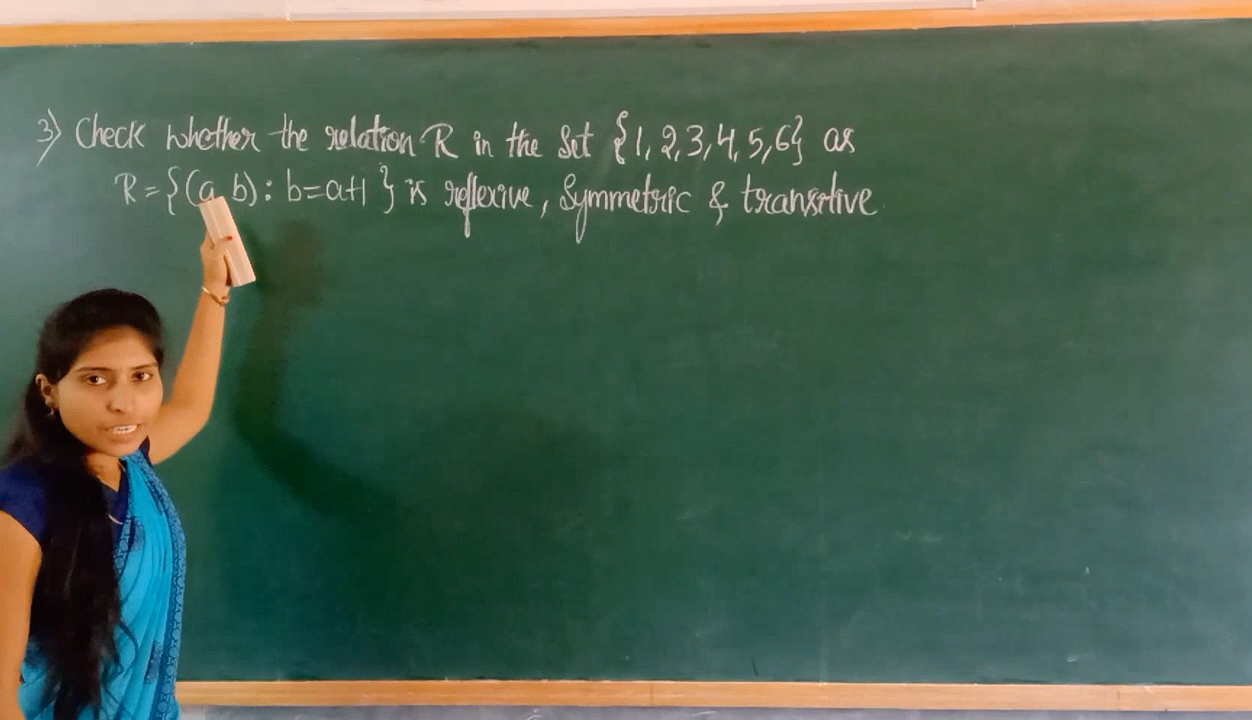 3) Check whether the relation R in the set {1, 2, 3, 4, 5, 6} as
R = {(a, b) : b = a+1 } is reflexive, Symmetric & transitive.